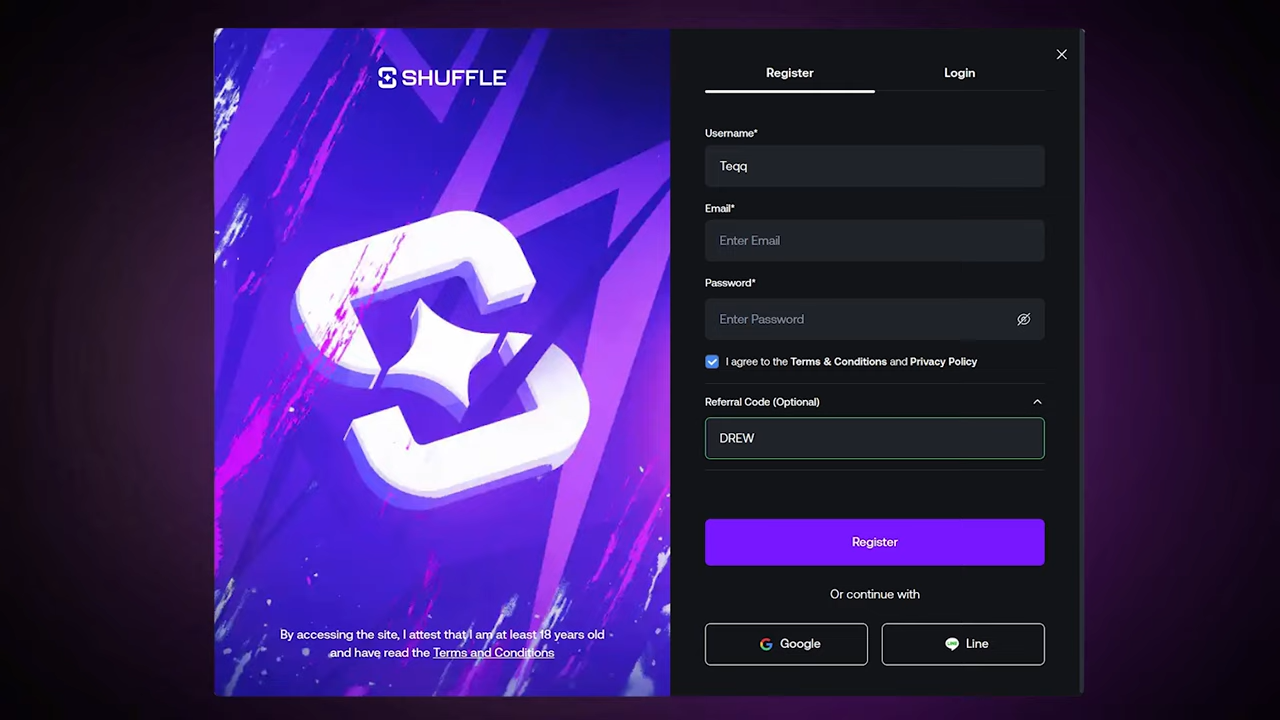 SHUFFLE
By accessing the site, I attest that I am at least 18 years old
and have read the Terms and Conditions
Register
Login
Username*
Teqq
Email*
Enter Email
Password*
Enter Password
I agree to the Terms & Conditions and Privacy Policy
Referral Code (Optional)
DREW
Register
Or continue with
Google
Line